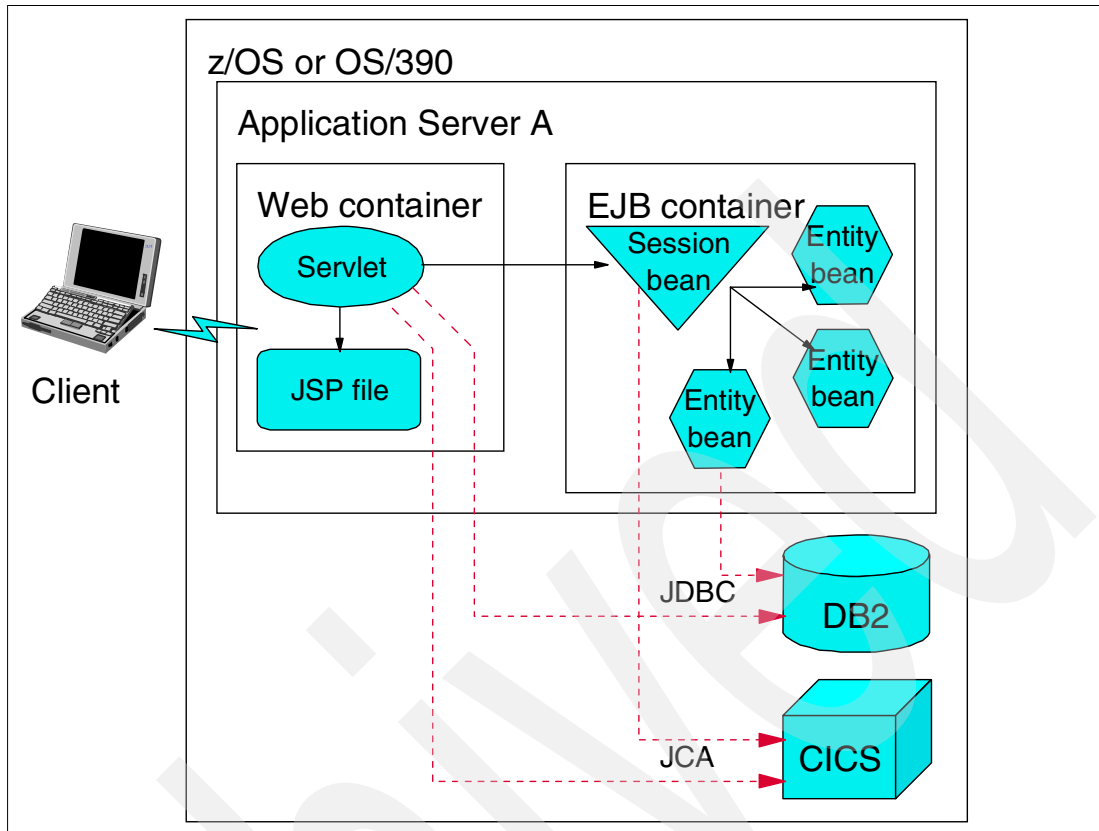 z/OS or OS/390
Application Server A
Web container
Servlet
JSP file
Client
EJB container
Session
bean
Entity
bean
Entity
bean
Entity
bean
JDBC
DB2
JCA
CICS